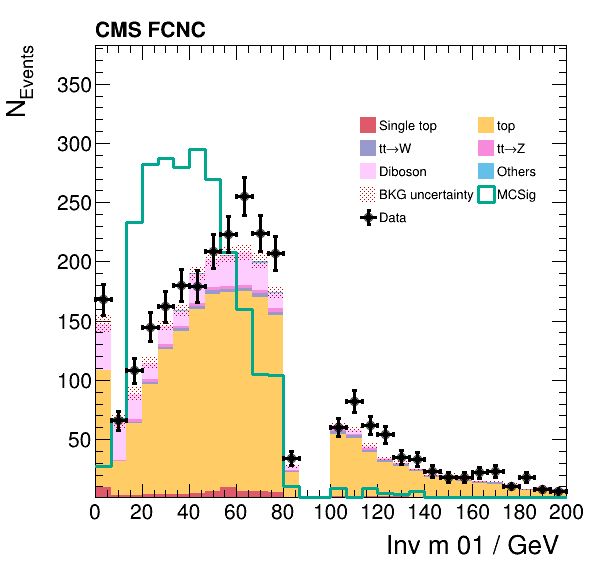 CMS FCNC
N_Events
350
300
250
200
150
100
50
Single top
top
tt→W
tt→Z
Diboson
Others
BKG uncertainty
MCSig
Data
0 20 40 60 80 100 120 140 160 180 200
Inv m 01 / GeV